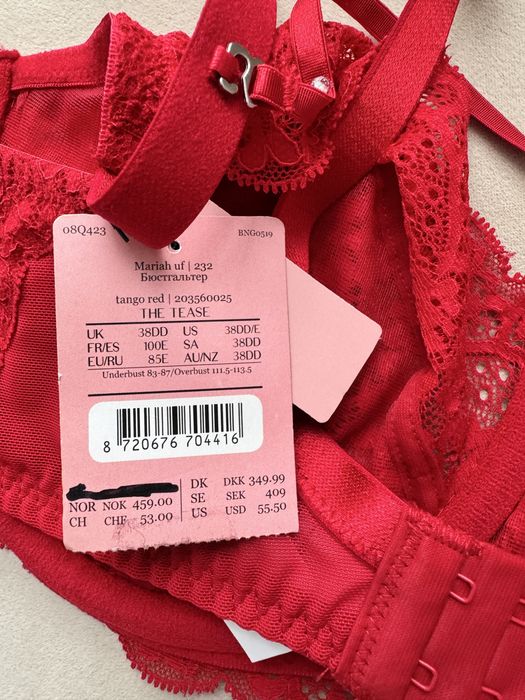 08Q423 BNG0519
Mariah uf | 232
Бюстгальтер
tango red | 203560025
THE TEASE
UK 38DD US 38DD/E
FR/ES 100E SA 38DD
EU/RU 85E AU/NZ 38DD
Underbust 83-87/Overbust 111.5-113.5
8 720676 704416
DK DKK 349.99
NOR NOK 459.00 SE SEK 409
CH CHF 53.00 US USD 55.50